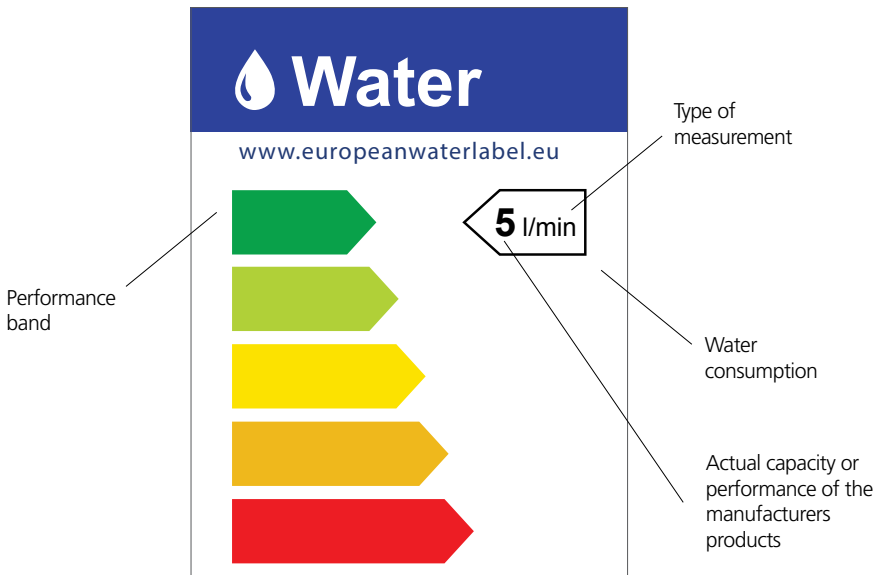 Water
www.europeanwaterlabel.eu
Type of
measurement
5 l/min
Performance
band
Water
consumption
Actual capacity or
performance of the
manufacturers
products